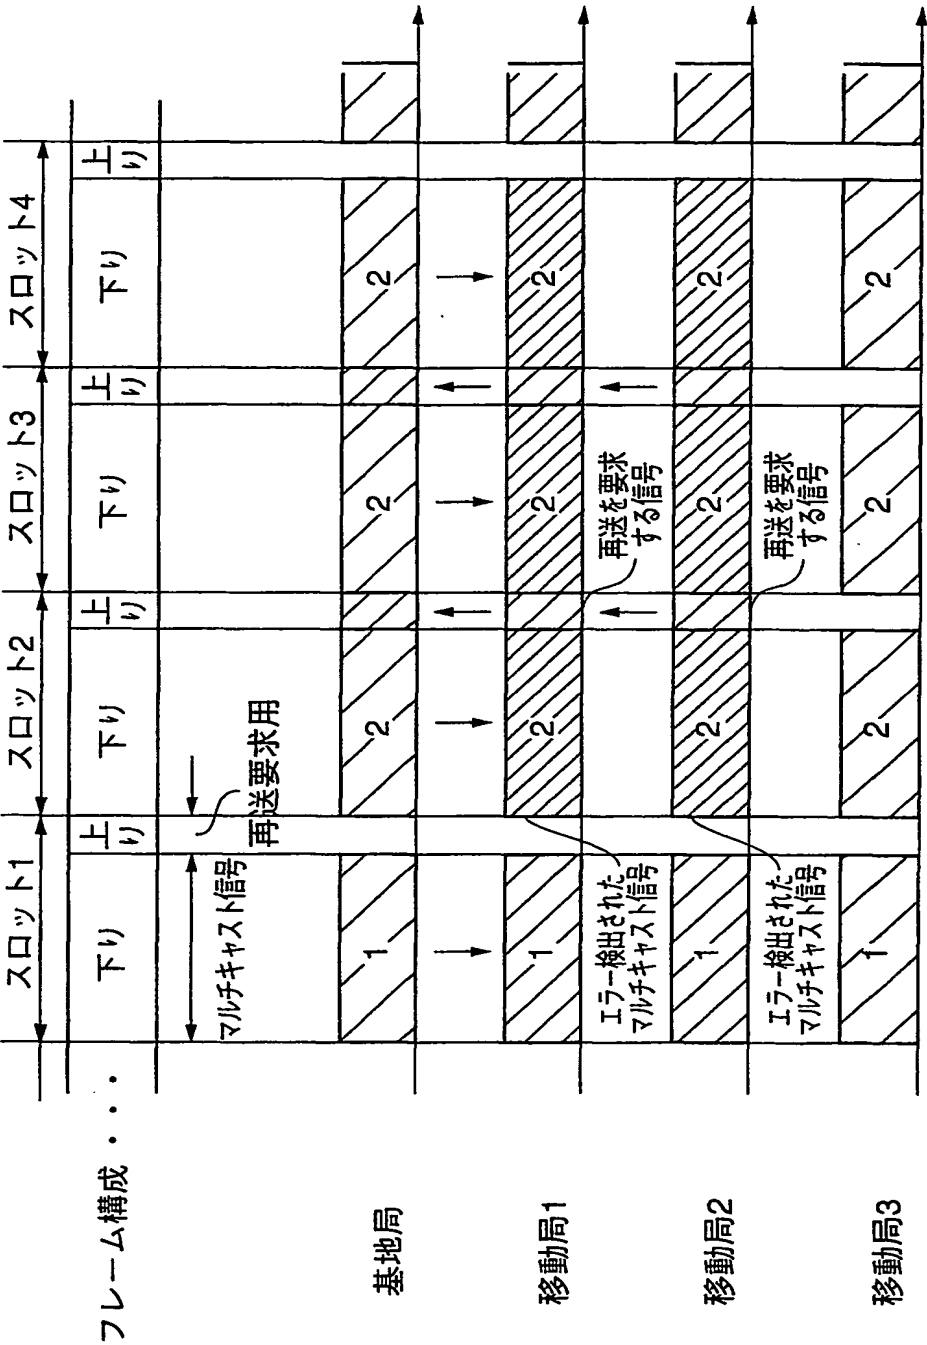 スロット1
スロット2
スロット3
スロット4
フレーム構成 ・・・
下り
上り
下り
上り
下り
上り
下り
上り
マルチキャスト信号
再送要求用
基地局
1
2
2
2
移動局1
1
2
2
2
エラー検出された
マルチキャスト信号
再送を要求
する信号
移動局2
1
2
2
2
エラー検出された
マルチキャスト信号
再送を要求
する信号
移動局3
1
2
2
2